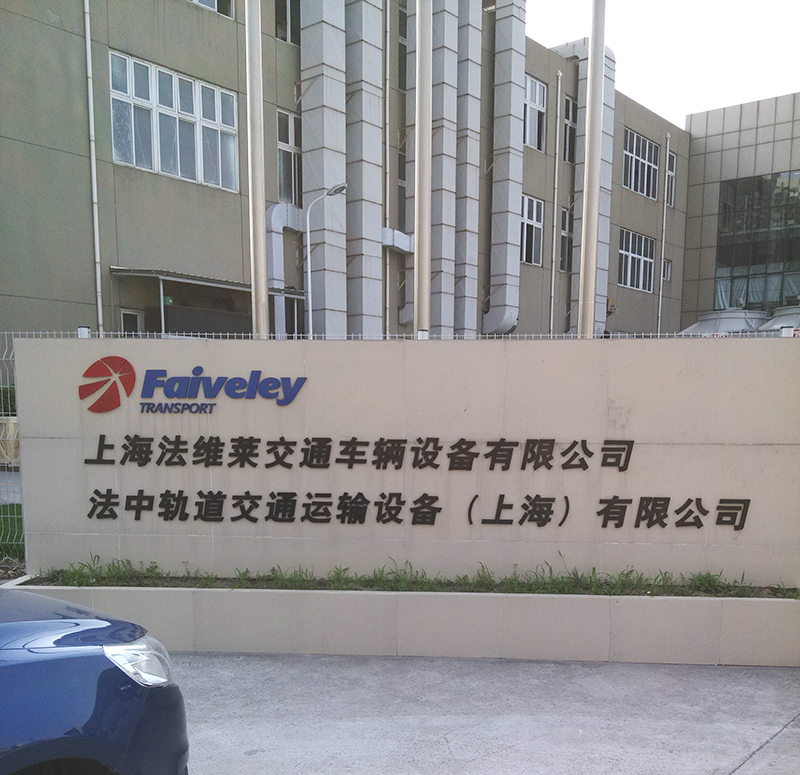 Faiveley
TRANSPORT
上海法维莱交通车辆设备有限公司
法中轨道交通运输设备（上海）有限公司